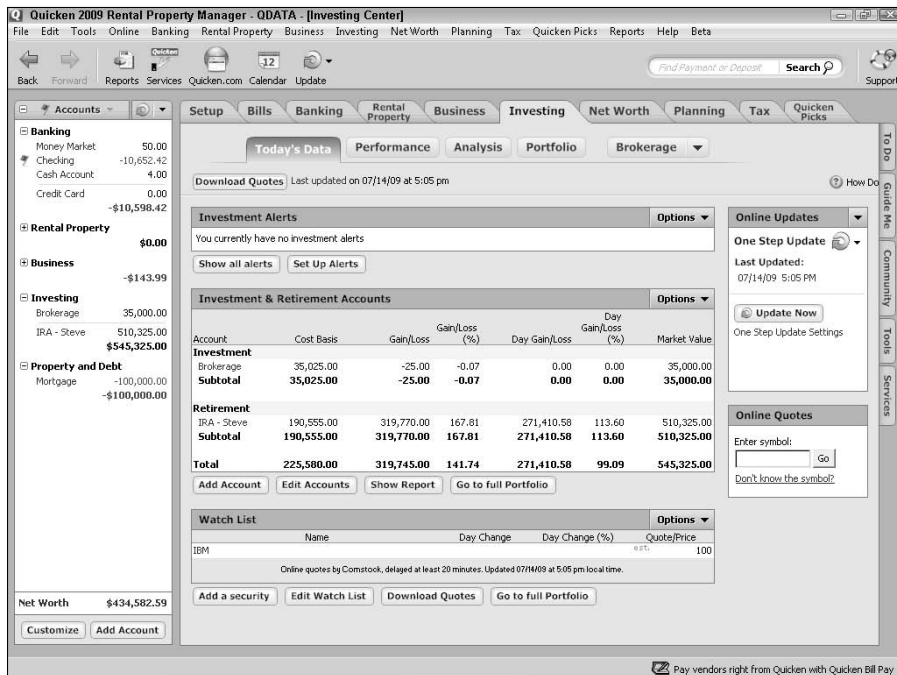 Quicken 2009 Rental Property Manager - QDATA - [Investing Center]
File Edit Tools Online Banking Rental Property Business Investing Net Worth Planning Tax Quicken Picks Reports Help Beta
Quicken
12
Back Forward Reports Services Quicken.com Calendar Update
Find Payment or Deposit Search
Support
Accounts
Setup Bills Banking Rental Property Business Investing Net Worth Planning Tax Quicken Picks
Banking
Money Market 50.00
Checking -10,652.42
Cash Account 4.00
Credit Card 0.00
-$10,598.42
Rental Property
$0.00
Business
-$143.99
Investing
Brokerage 35,000.00
IRA - Steve 510,325.00
$545,325.00
Property and Debt
Mortgage -100,000.00
-$100,000.00
Net Worth $434,582.59
Customize Add Account
Today's Data Performance Analysis Portfolio Brokerage
Download Quotes Last updated on 07/14/09 at 5:05 pm
How Do
Investment Alerts Options
You currently have no investment alerts
Show all alerts Set Up Alerts
Investment & Retirement Accounts Options
Account Cost Basis Gain/Loss Gain/Loss (%) Day Gain/Loss Day Gain/Loss (%) Market Value
Investment
Brokerage 35,025.00 -25.00 -0.07 0.00 0.00 35,000.00
Subtotal 35,025.00 -25.00 -0.07 0.00 0.00 35,000.00
Retirement
IRA - Steve 190,555.00 319,770.00 167.81 271,410.58 113.60 510,325.00
Subtotal 190,555.00 319,770.00 167.81 271,410.58 113.60 510,325.00
Total 225,580.00 319,745.00 141.74 271,410.58 99.09 545,325.00
Add Account Edit Accounts Show Report Go to full Portfolio
Watch List Options
Name Day Change Day Change (%) Quote/Price
IBM est. 100
Online quotes by Comstock, delayed at least 20 minutes. Updated 07/14/09 at 5:05 pm local time.
Add a security Edit Watch List Download Quotes Go to full Portfolio
Online Updates
One Step Update
Last Updated:
07/14/09 5:05 PM
Update Now
One Step Update Settings
Online Quotes
Enter symbol:
Go
Don't know the symbol?
To Do
Guide Me
Community
Tools
Services
Pay vendors right from Quicken with Quicken Bill Pay